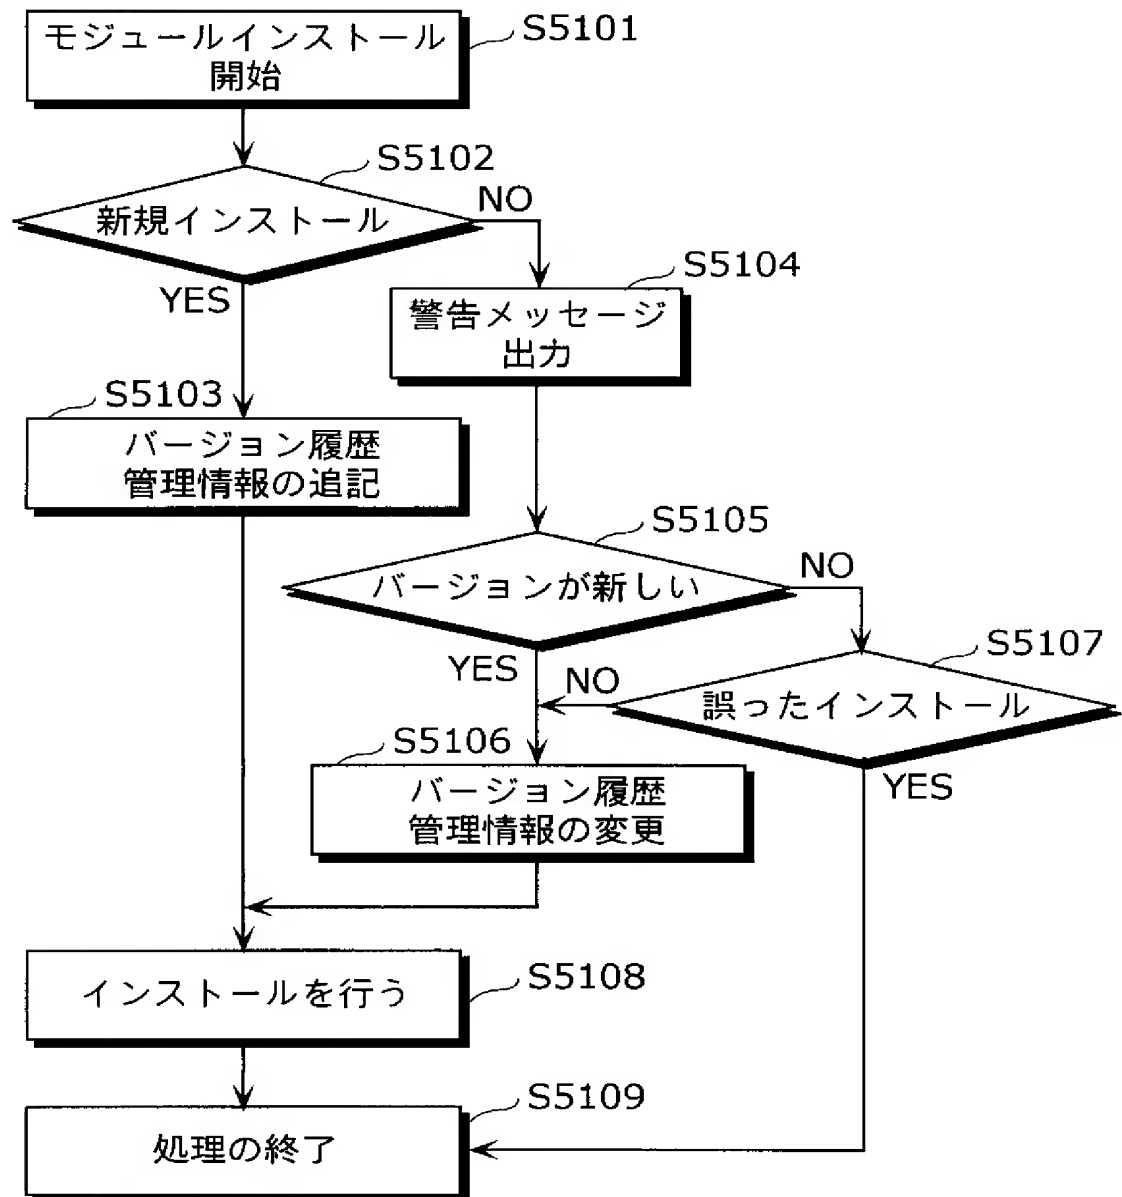 モジュールインストール
開始
S5101
S5102
新規インストール
NO
YES
S5104
警告メッセージ
出力
S5103
バージョン履歴
管理情報の追記
S5105
バージョンが新しい
NO
YES
S5107
誤ったインストール
NO
YES
S5106
バージョン履歴
管理情報の変更
インストールを行う
S5108
S5109
処理の終了